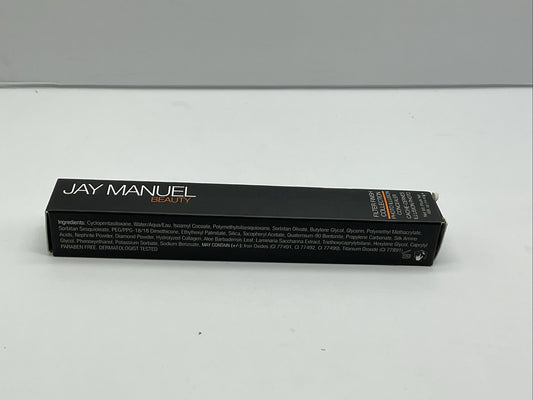 JAY MANUEL
BEAUTY
Ingredients: Cyclopentasiloxane, Water/Aqua/Eau, Isoamyl Cocoate, Polymethylsilsesquioxane, Sorbitan Olivate, Butylene Glycol, Glycerin, Polymethyl Methacrylate,
Sorbitan Sesquioleate, PEG/PPG-18/18 Dimethicone, Ethylhexyl Palmitate, Silica, Tocopheryl Acetate, Quaternium-90 Bentonite, Propylene Carbonate, Silk Amino
Acids, Nephrite Powder, Diamond Powder, Hydrolyzed Collagen, Aloe Barbadensis Leaf, Laminaria Saccharina Extract, Triethoxycaprylylsilane, Hexylene Glycol, Caprylyl
Glycol, Phenoxyethanol, Potassium Sorbate, Sodium Benzoate, MAY CONTAIN (+/-): Iron Oxides (CI 77491, CI 77492, CI 77499), Titanium Dioxide (CI 77891)
PARABEN FREE. DERMATOLOGIST TESTED
FILTER FINISH
COLLECTION